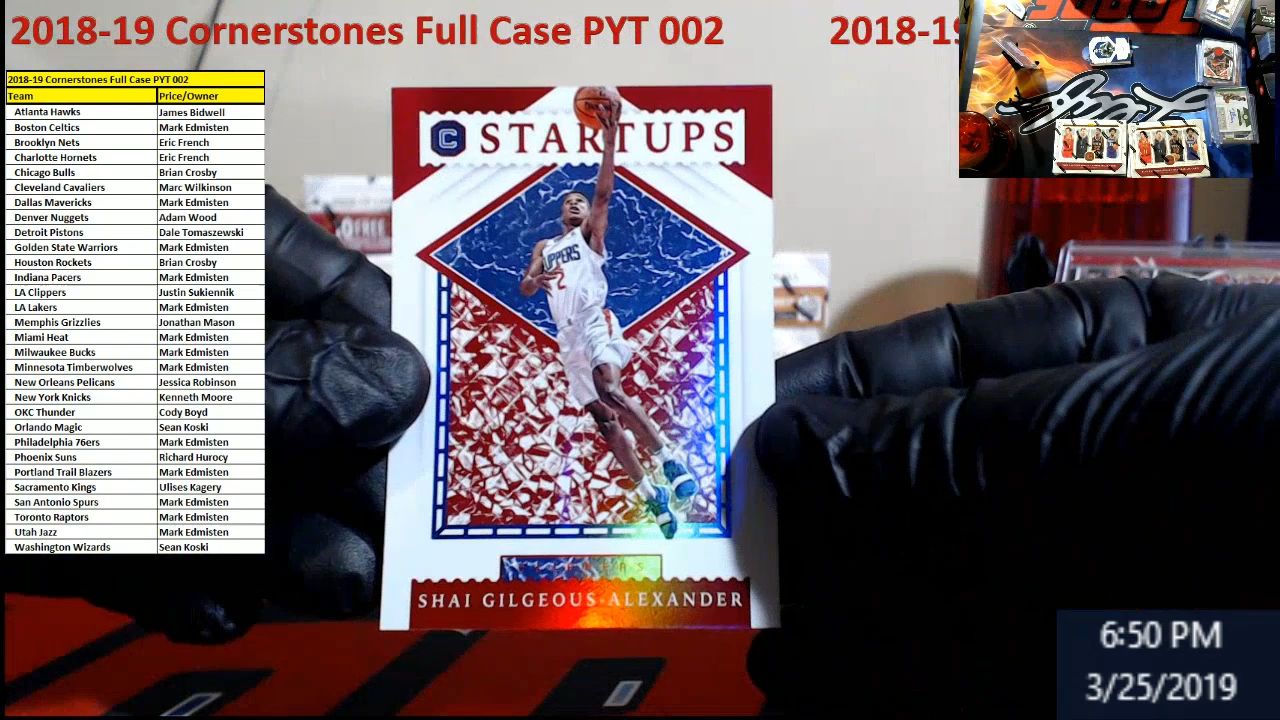 2018-19 Cornerstones Full Case PYT 002
2018-19
2018-19 Cornerstones Full Case PYT 002
Team Price/Owner
Atlanta Hawks James Bidwell
Boston Celtics Mark Edmisten
Brooklyn Nets Eric French
Charlotte Hornets Eric French
Chicago Bulls Brian Crosby
Cleveland Cavaliers Marc Wilkinson
Dallas Mavericks Mark Edmisten
Denver Nuggets Adam Wood
Detroit Pistons Dale Tomaszewski
Golden State Warriors Mark Edmisten
Houston Rockets Brian Crosby
Indiana Pacers Mark Edmisten
LA Clippers Justin Sukiennik
LA Lakers Mark Edmisten
Memphis Grizzlies Jonathan Mason
Miami Heat Mark Edmisten
Milwaukee Bucks Mark Edmisten
Minnesota Timberwolves Mark Edmisten
New Orleans Pelicans Jessica Robinson
New York Knicks Kenneth Moore
OKC Thunder Cody Boyd
Orlando Magic Sean Koski
Philadelphia 76ers Mark Edmisten
Phoenix Suns Richard Hurocy
Portland Trail Blazers Mark Edmisten
Sacramento Kings Ulises Kagery
San Antonio Spurs Mark Edmisten
Toronto Raptors Mark Edmisten
Utah Jazz Mark Edmisten
Washington Wizards Sean Koski
C STARTUPS
CLIPPERS
2
SHAI GILGEOUS-ALEXANDER
6:50 PM
3/25/2019